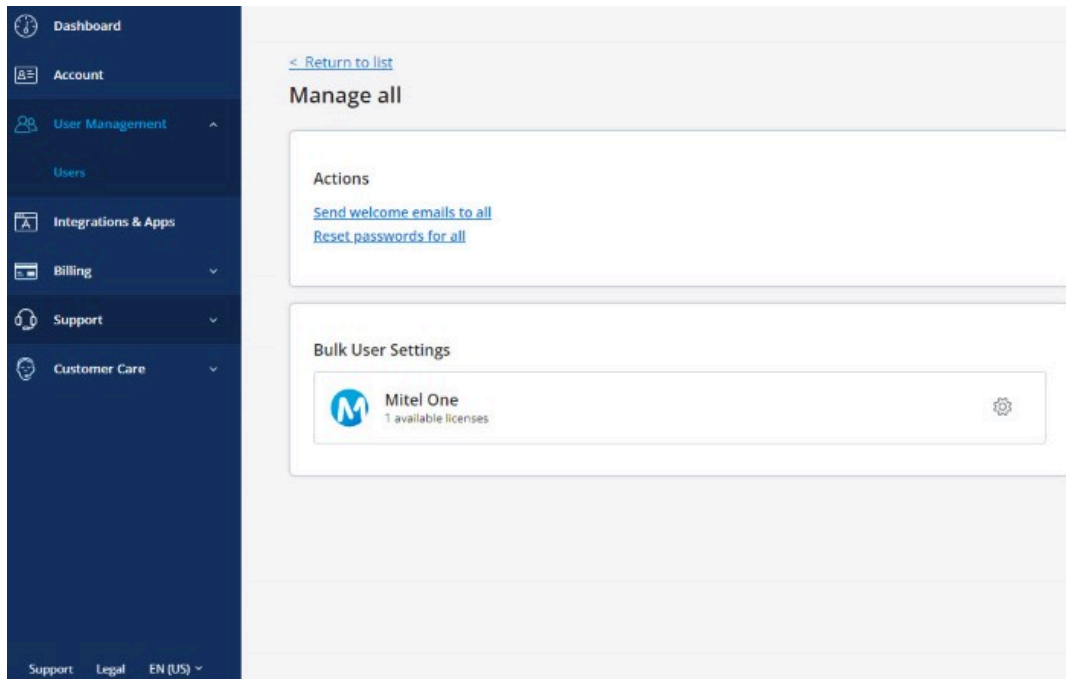 Dashboard
Account
User Management
Users
Integrations & Apps
Billing
Support
Customer Care
Support Legal EN (US)
< Return to list
Manage all
Actions
Send welcome emails to all
Reset passwords for all
Bulk User Settings
Mitel One
1 available licenses